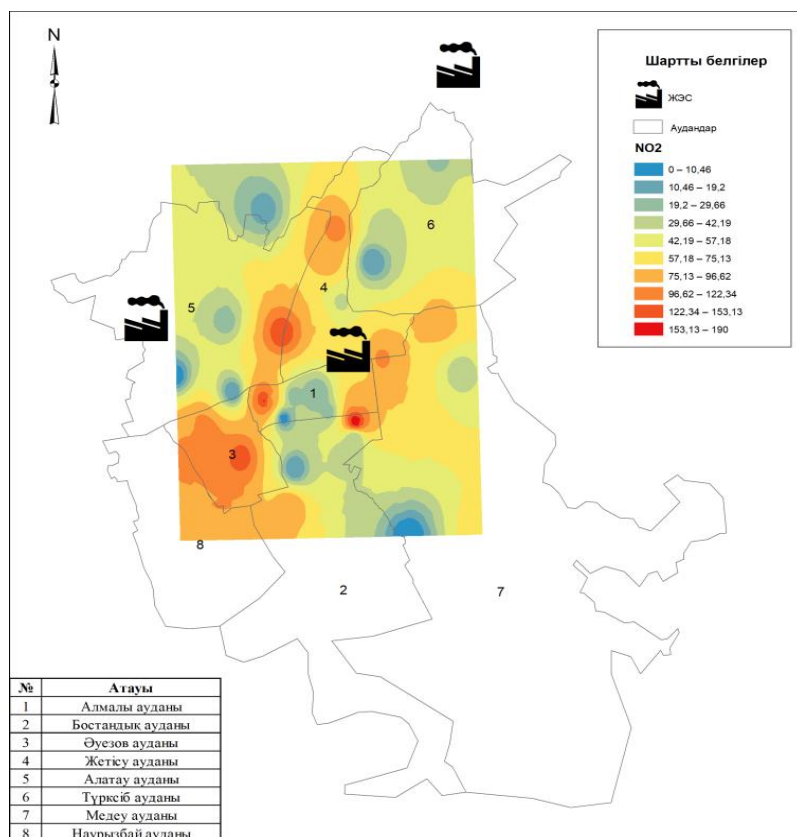 N
Шартты белгілер
ЖЭС
Аудандар
NO2
0 – 10,46
10,46 – 19,2
19,2 – 29,66
29,66 – 42,19
42,19 – 57,18
57,18 – 75,13
75,13 – 96,62
96,62 – 122,34
122,34 – 153,13
153,13 – 190
6
4
5
1
3
8
2
7
№ Атауы
1 Алмалы ауданы
2 Бостандық ауданы
3 Әуезов ауданы
4 Жетісу ауданы
5 Алатау ауданы
6 Түрксіб ауданы
7 Медеу ауданы
8 Наурызбай ауданы